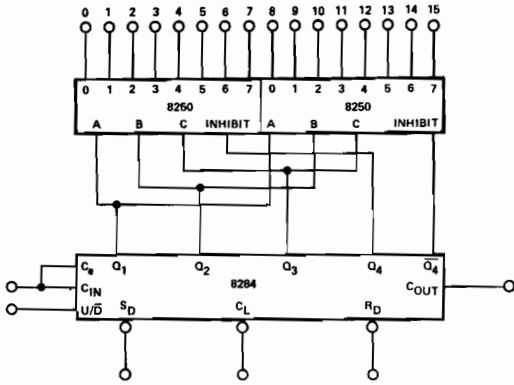 0 1 2 3 4 5 6 7 8 9 10 11 12 13 14 15
0 1 2 3 4 5 6 7 0 1 2 3 4 5 6 7
8250 8250
A B C INHIBIT A B C INHIBIT
Ce Q1 Q2 Q3 Q4 Q4
CIN 8284 COUT
U/D SD CL RD